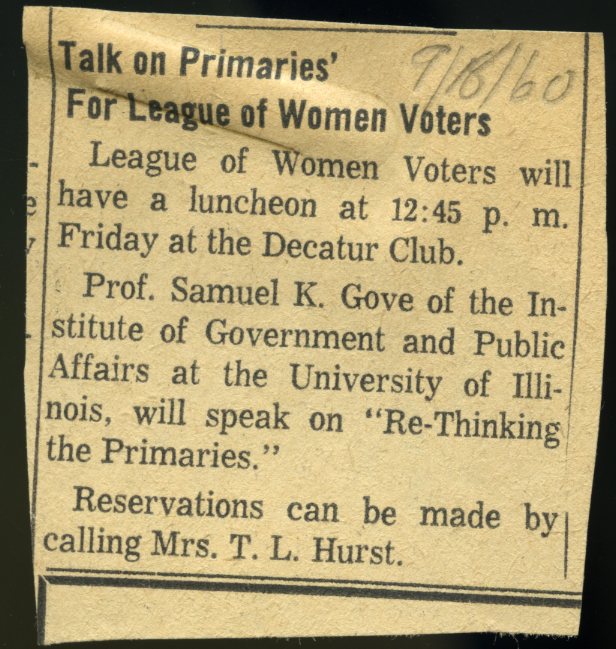 Talk on Primaries'
9/8/60
For League of Women Voters
League of Women Voters will
have a luncheon at 12:45 p. m.
Friday at the Decatur Club.
Prof. Samuel K. Gove of the In-
stitute of Government and Public
Affairs at the University of Illi-
nois, will speak on "Re-Thinking
the Primaries."
Reservations can be made by
calling Mrs. T. L. Hurst.